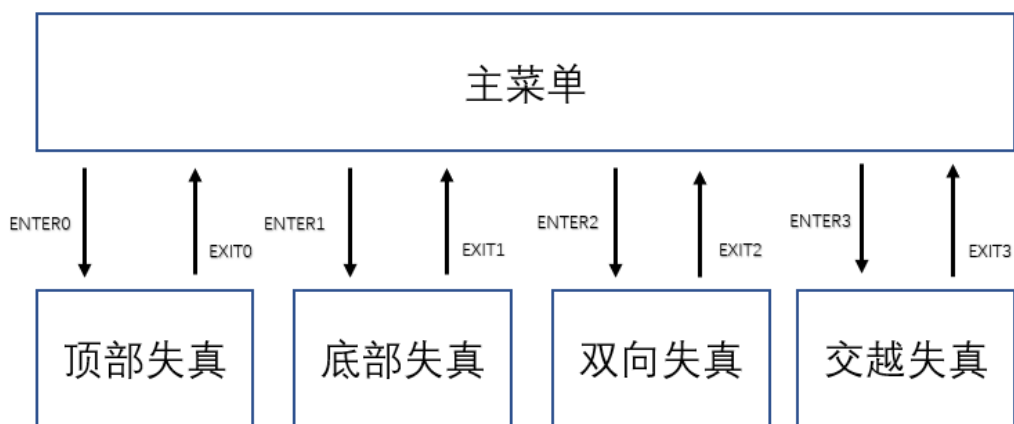 主菜单
ENTER0
EXIT0
ENTER1
EXIT1
ENTER2
EXIT2
ENTER3
EXIT3
顶部失真
底部失真
双向失真
交越失真